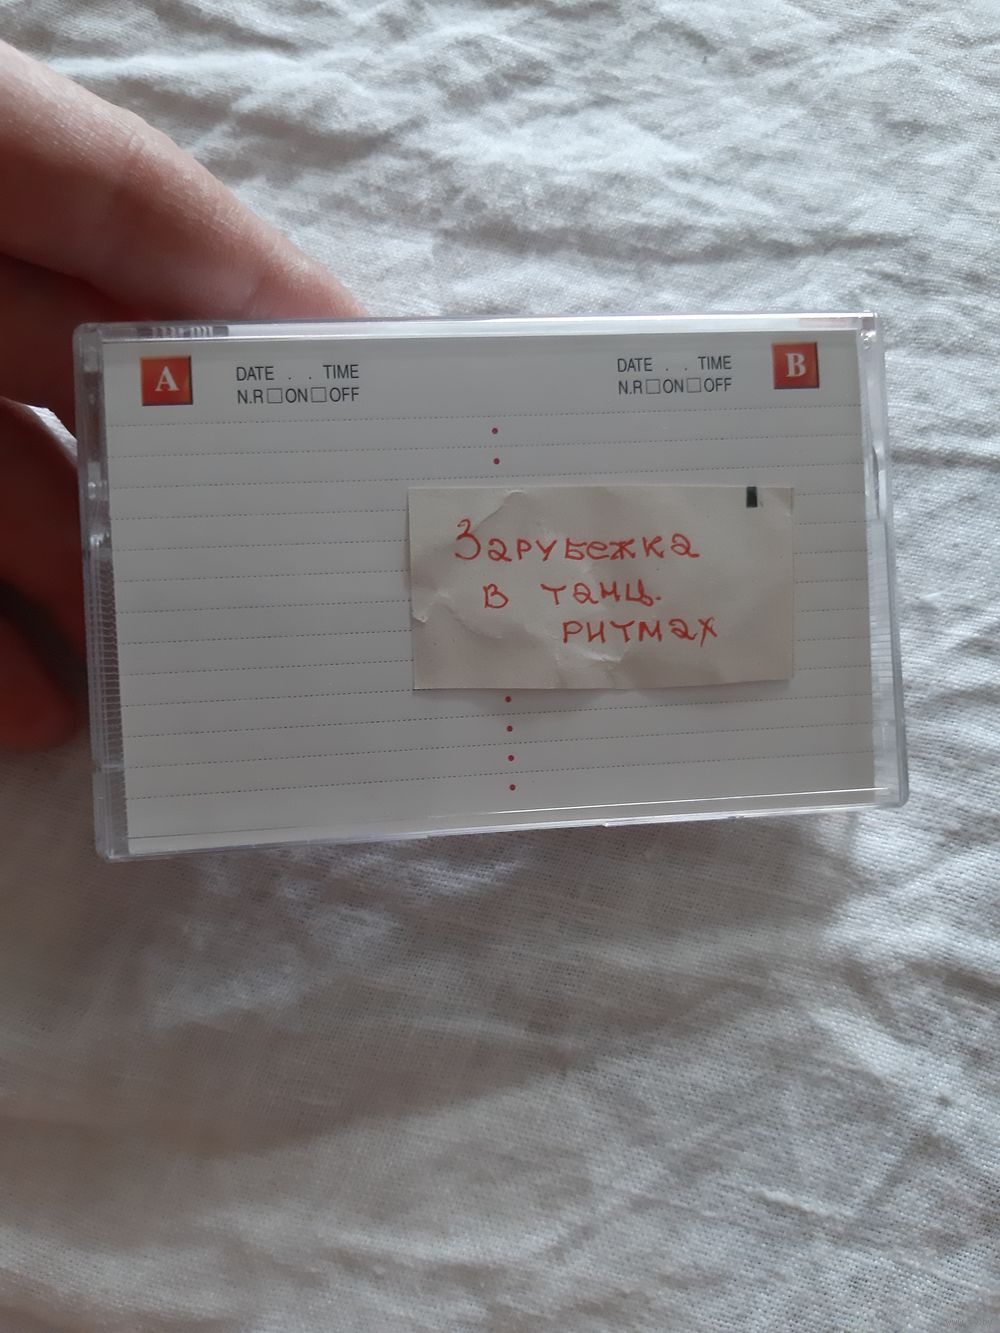 A DATE . . TIME
N.R□ON□OFF
DATE . . TIME B
N.R□ON□OFF
Зарубежка
в танц.
ритмах